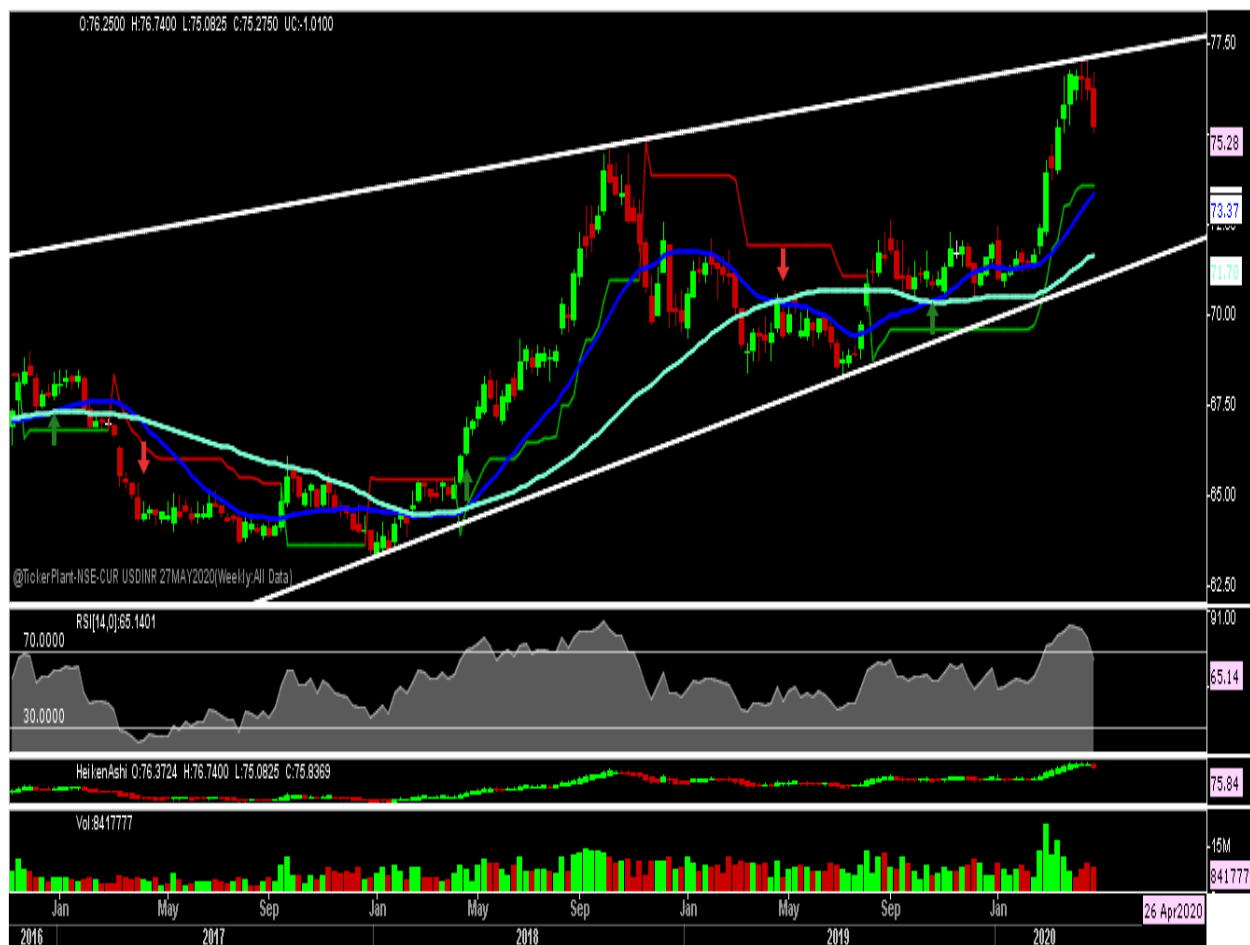 O:76.2500 H:76.7400 L:75.0825 C:75.2750 UC:-1.0100
77.50
75.28
73.37
71.70
70.00
67.50
65.00
62.50
@TickerPlant-NSE-CUR USDINR 27MAY2020(Weekly:All Data)
RSI[14,0]:65.1401
91.00
70.0000
65.14
30.0000
HeikenAshi O:76.3724 H:76.7400 L:75.0825 C:75.8369
75.84
Vol:8417777
15M
841777
Jan May Sep Jan May Sep Jan May Sep Jan
26 Apr2020
2016 2017 2018 2019 2020